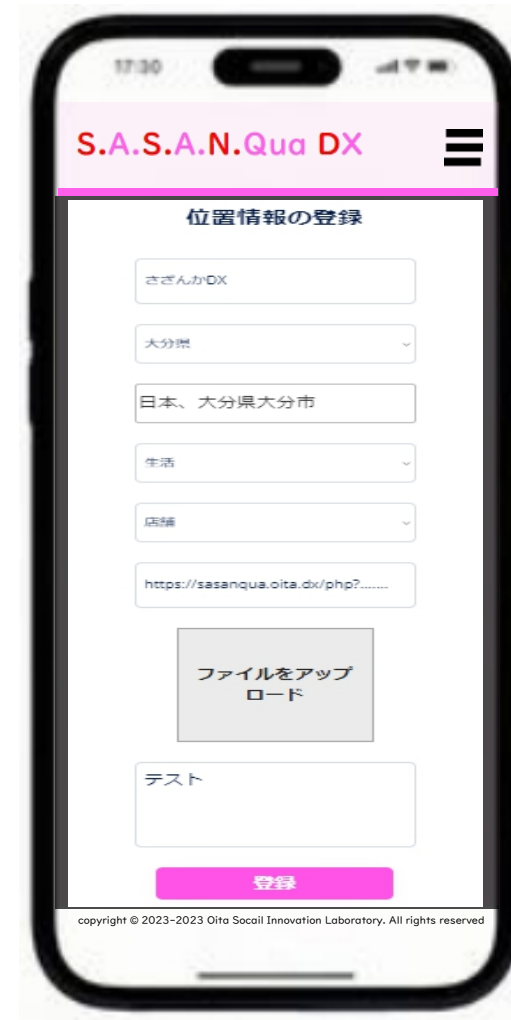 17:30
S.A.S.A.N.Qua DX
位置情報の登録
さざんかDX
大分県
日本、大分県大分市
生活
店舗
https://sasanqua.oita.dx/php?........
ファイルをアップ
ロード
テスト
登録
copyright © 2023-2023 Oita Socail Innovation Laboratory. All rights reserved